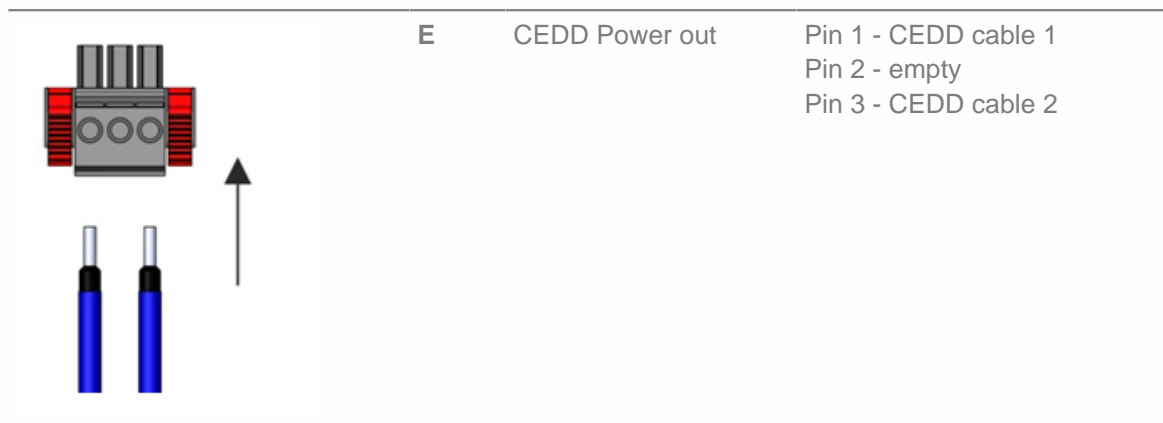 E CEDD Power out Pin 1 - CEDD cable 1
Pin 2 - empty
Pin 3 - CEDD cable 2